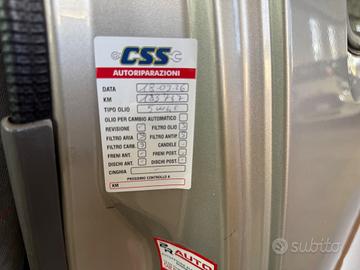 CSS
AUTORIPARAZIONI
DATA
KM
TIPO OLIO
OLIO PER CAMBIO AUTOMATICO
REVISIONE FILTRO OLIO
FILTRO ARIA FILTRO ANTIP.
FILTRO CARB. CANDELE
FRENI ANT. FRENI POST.
DISCHI ANT. DISCHI POST.
CINGHIA -
PROSSIMO CONTROLLO A
KM
AUTO
subito